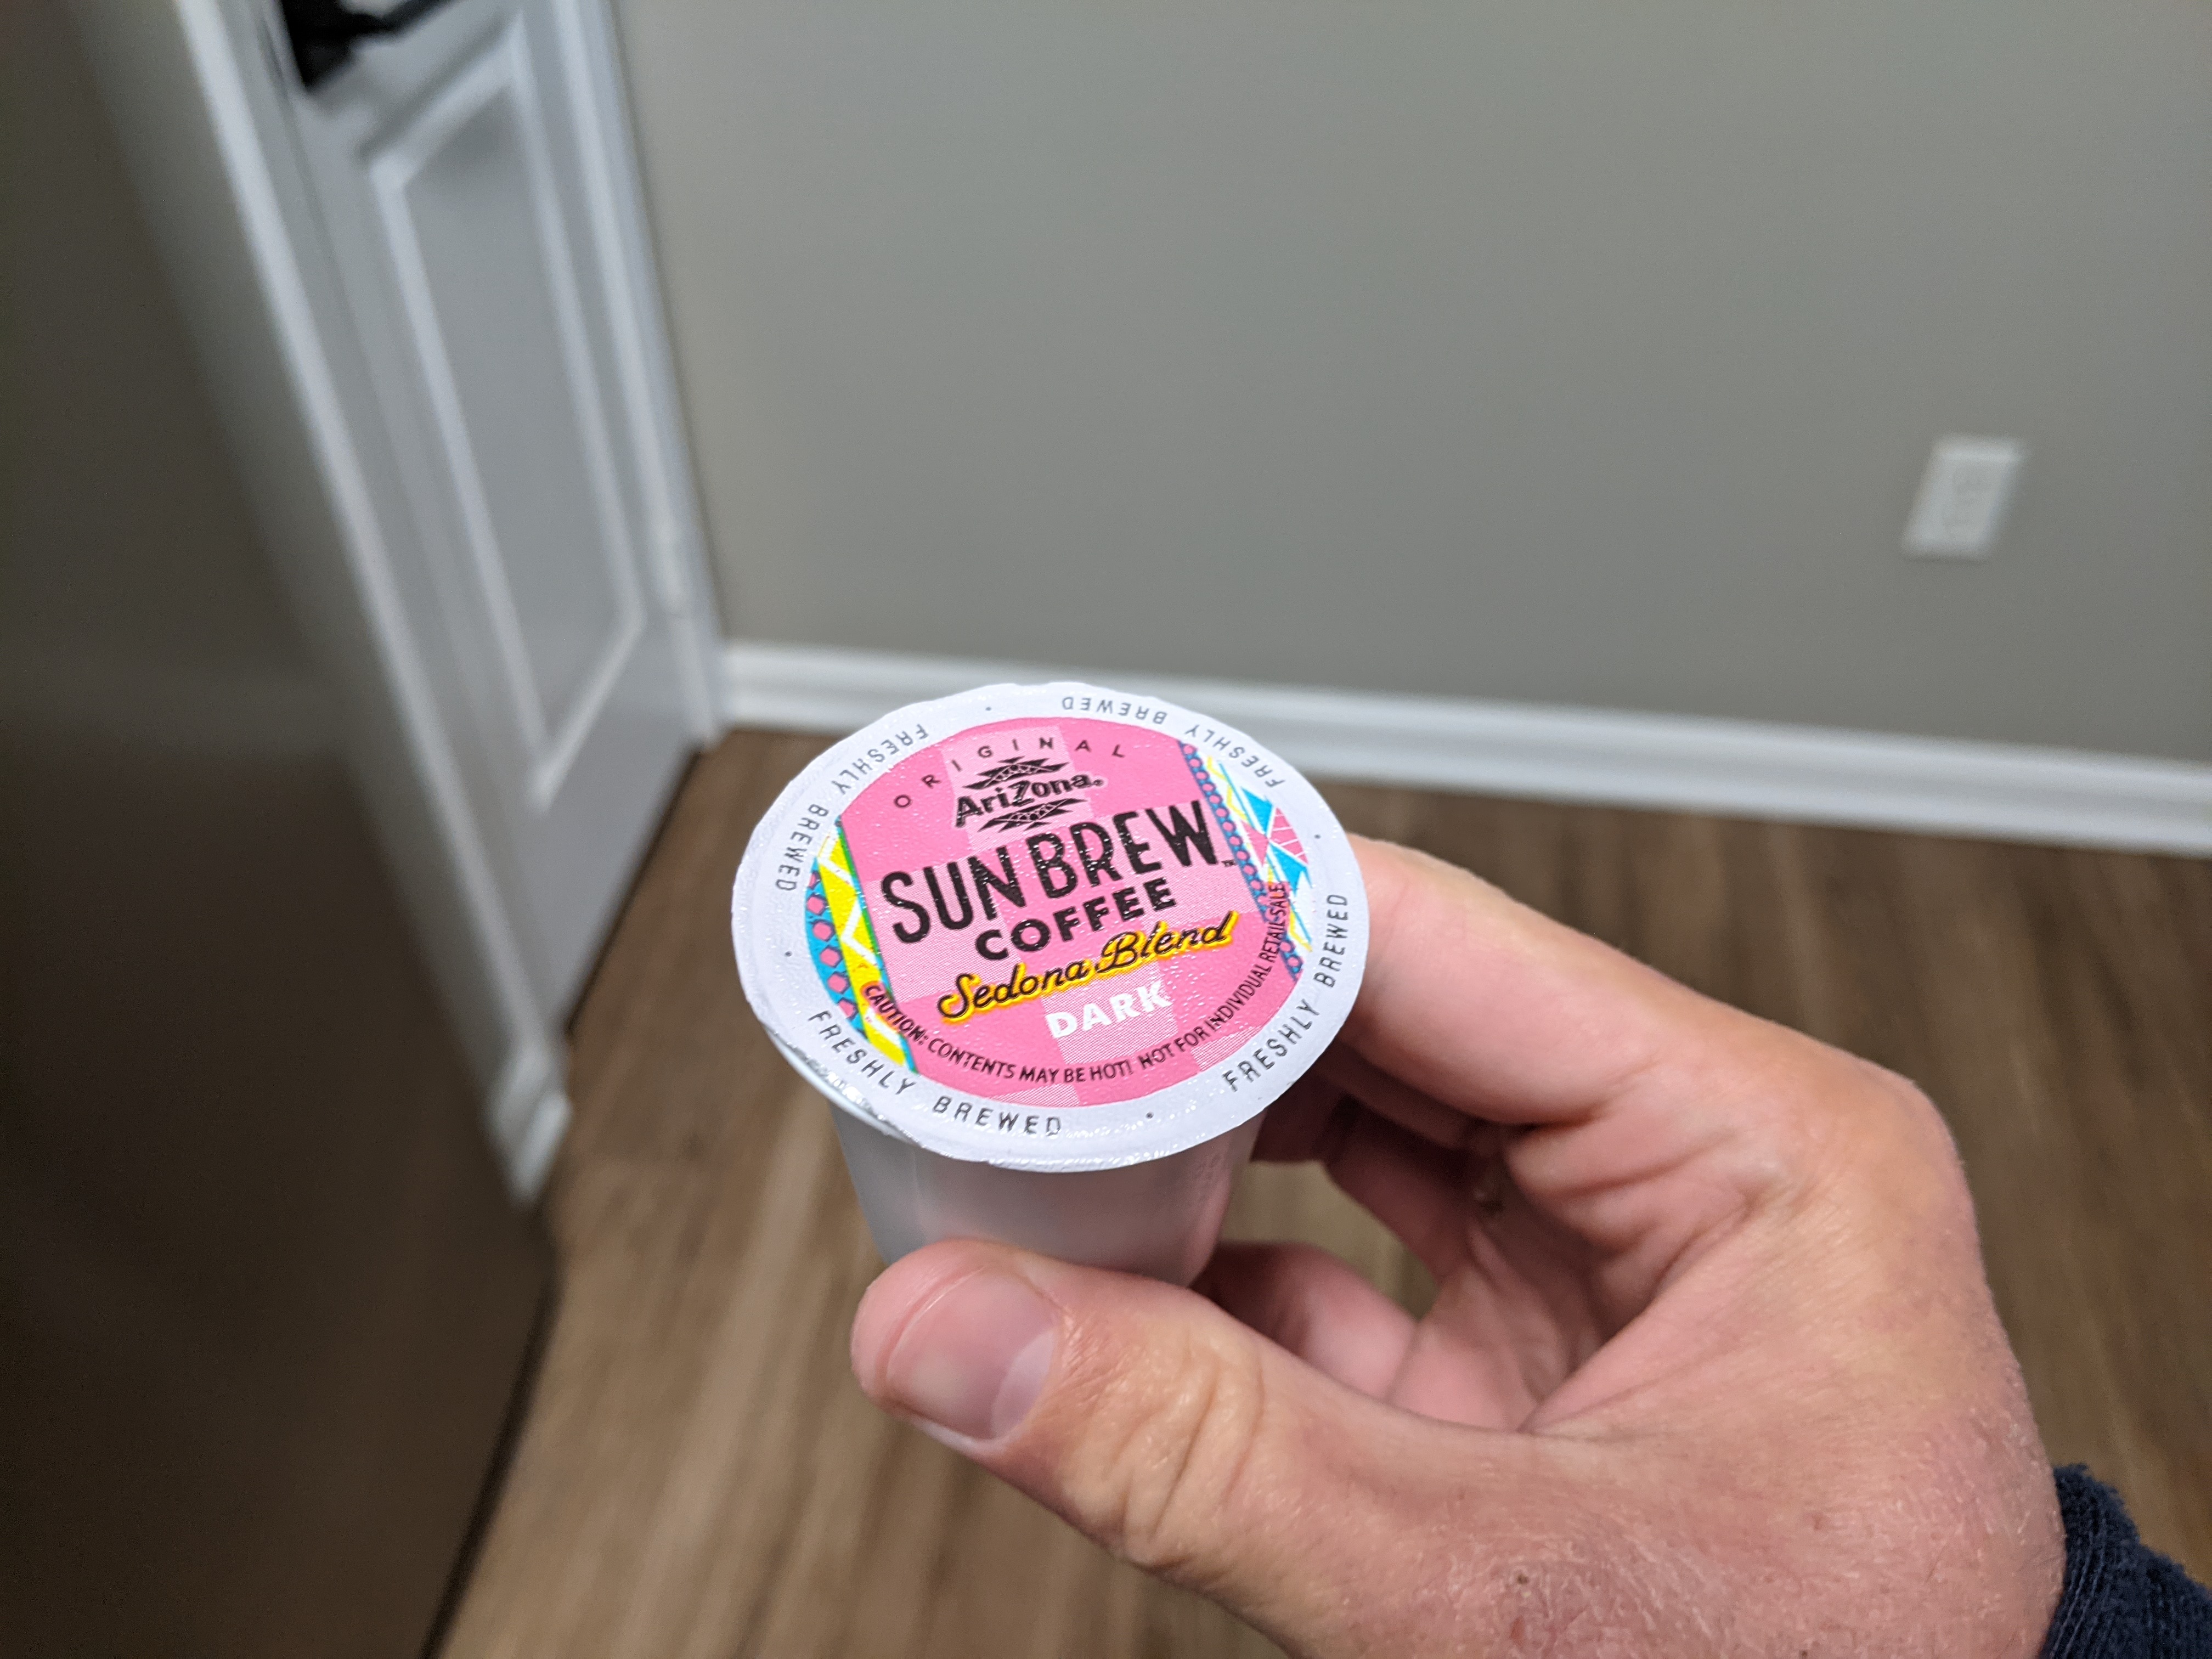 ORIGINAL
AriZona®
SUN BREW™
COFFEE
Sedona Blend
DARK
CAUTION: CONTENTS MAY BE HOT! NOT FOR INDIVIDUAL RETAIL SALE
FRESHLY BREWED • FRESHLY BREWED • FRESHLY BREWED • FRESHLY BREWED •